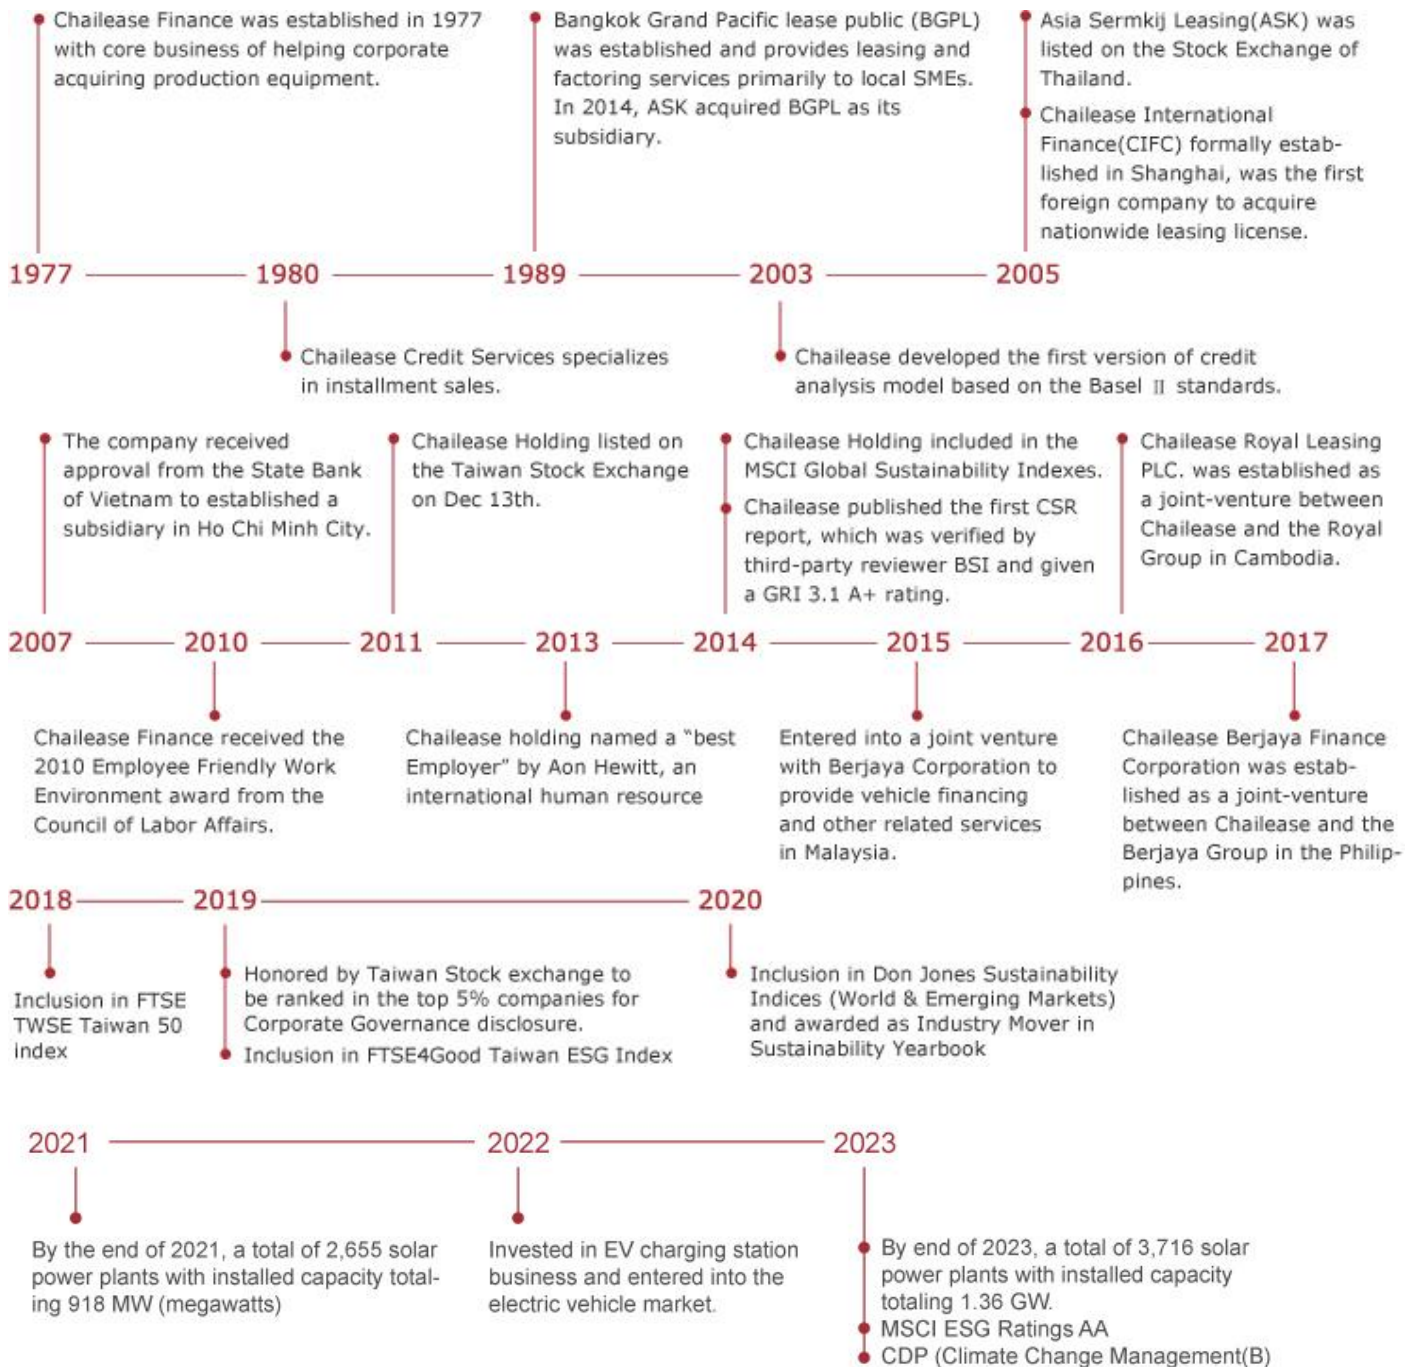 Chailease Finance was established in 1977
with core business of helping corporate
acquiring production equipment.
Bangkok Grand Pacific lease public (BGPL)
was established and provides leasing and
factoring services primarily to local SMEs.
In 2014, ASK acquired BGPL as its
subsidiary.
Asia Sermkij Leasing(ASK) was
listed on the Stock Exchange of
Thailand.
Chailease International
Finance(CIFC) formally estab-
lished in Shanghai, was the first
foreign company to acquire
nationwide leasing license.
1977 1980 1989 2003 2005
Chailease Credit Services specializes
in installment sales.
Chailease developed the first version of credit
analysis model based on the Basel II standards.
The company received
approval from the State Bank
of Vietnam to established a
subsidiary in Ho Chi Minh City.
Chailease Holding listed on
the Taiwan Stock Exchange
on Dec 13th.
Chailease Holding included in the
MSCI Global Sustainability Indexes.
Chailease published the first CSR
report, which was verified by
third-party reviewer BSI and given
a GRI 3.1 A+ rating.
Chailease Royal Leasing
PLC. was established as
a joint-venture between
Chailease and the Royal
Group in Cambodia.
2007 2010 2011 2013 2014 2015 2016 2017
Chailease Finance received the
2010 Employee Friendly Work
Environment award from the
Council of Labor Affairs.
Chailease holding named a “best
Employer” by Aon Hewitt, an
international human resource
Entered into a joint venture
with Berjaya Corporation to
provide vehicle financing
and other related services
in Malaysia.
Chailease Berjaya Finance
Corporation was estab-
lished as a joint-venture
between Chailease and the
Berjaya Group in the Philip-
pines.
2018 2019 2020
Inclusion in FTSE
TWSE Taiwan 50
index
Honored by Taiwan Stock exchange to
be ranked in the top 5% companies for
Corporate Governance disclosure.
Inclusion in FTSE4Good Taiwan ESG Index
Inclusion in Don Jones Sustainability
Indices (World & Emerging Markets)
and awarded as Industry Mover in
Sustainability Yearbook
2021 2022 2023
By the end of 2021, a total of 2,655 solar
power plants with installed capacity total-
ing 918 MW (megawatts)
Invested in EV charging station
business and entered into the
electric vehicle market.
By end of 2023, a total of 3,716 solar
power plants with installed capacity
totaling 1.36 GW.
MSCI ESG Ratings AA
CDP (Climate Change Management(B)